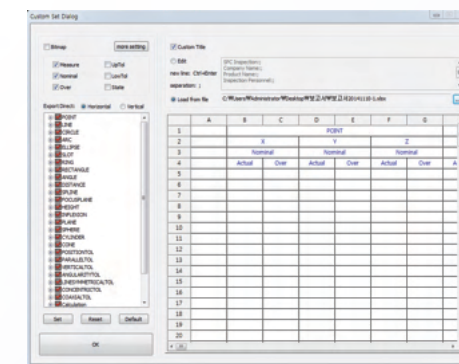 Custom Set Dialog
Bitmap
more setting
Measure
UpTol
Nominal
LowTol
Over
State
Export Direct:
Horizontal
Vertical
POINT
LINE
CIRCLE
ARC
ELLIPSE
SLOT
RING
RECTANGLE
ANGLE
DISTANCE
SPLINE
FOCUSPLANE
HEIGHT
INFLEXION
PLANE
SPHERE
CYLINDER
CONE
POSITIONTOL
PARALLELTOL
VERTICALTOL
ANGULARITYTOL
LINESYMMETRICALTOL
CONCENTRICTOL
COAXIALTOL
Calculation
Set
Reset
Default
OK
Custom Title
Edit
new line: Ctrl+Enter
separation: ;
SPC Inspection:;
Company Name:;
Product Name:;
Inspection Personnel:;
Load from file
A B C D E F G
1 POINT
2 X Y Z
3 Nominal Nominal Nominal
4 Actual Over Actual Over Actual Over A
5
6
7
8
9
10
11
12
13
14
15
16
17
18
19
20